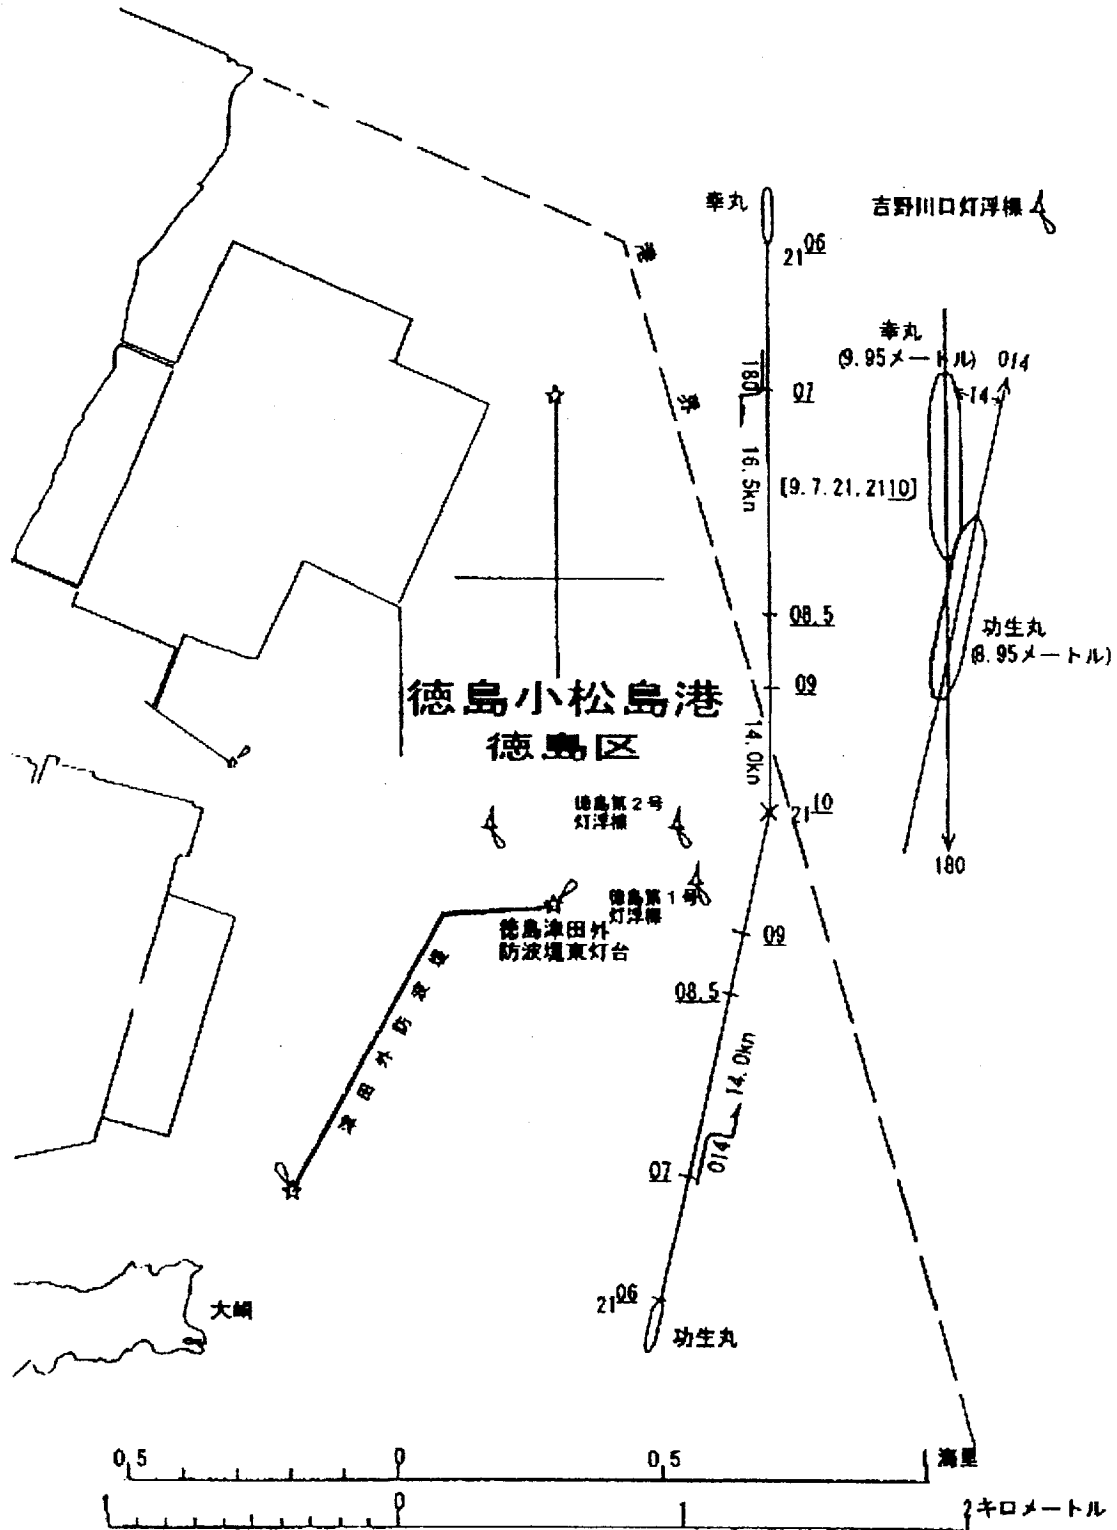 幸丸
吉野川口灯浮標
21 06
港
幸丸
(9.95メートル)
014
14
180
07
界
16.5kn
[9.7.21.2110]
08.5
功生丸
(8.95メートル)
09
徳島小松島港
徳島区
14.0kn
徳島第2号
灯浮標
21 10
180
徳島第1号
灯浮標
徳島津田外
防波堤東灯台
09
津田外防波堤
08.5
14.0kn
014
07
21 06
大崎
功生丸
0.5 0 0.5 1 海里
1 0 1 2キロメートル